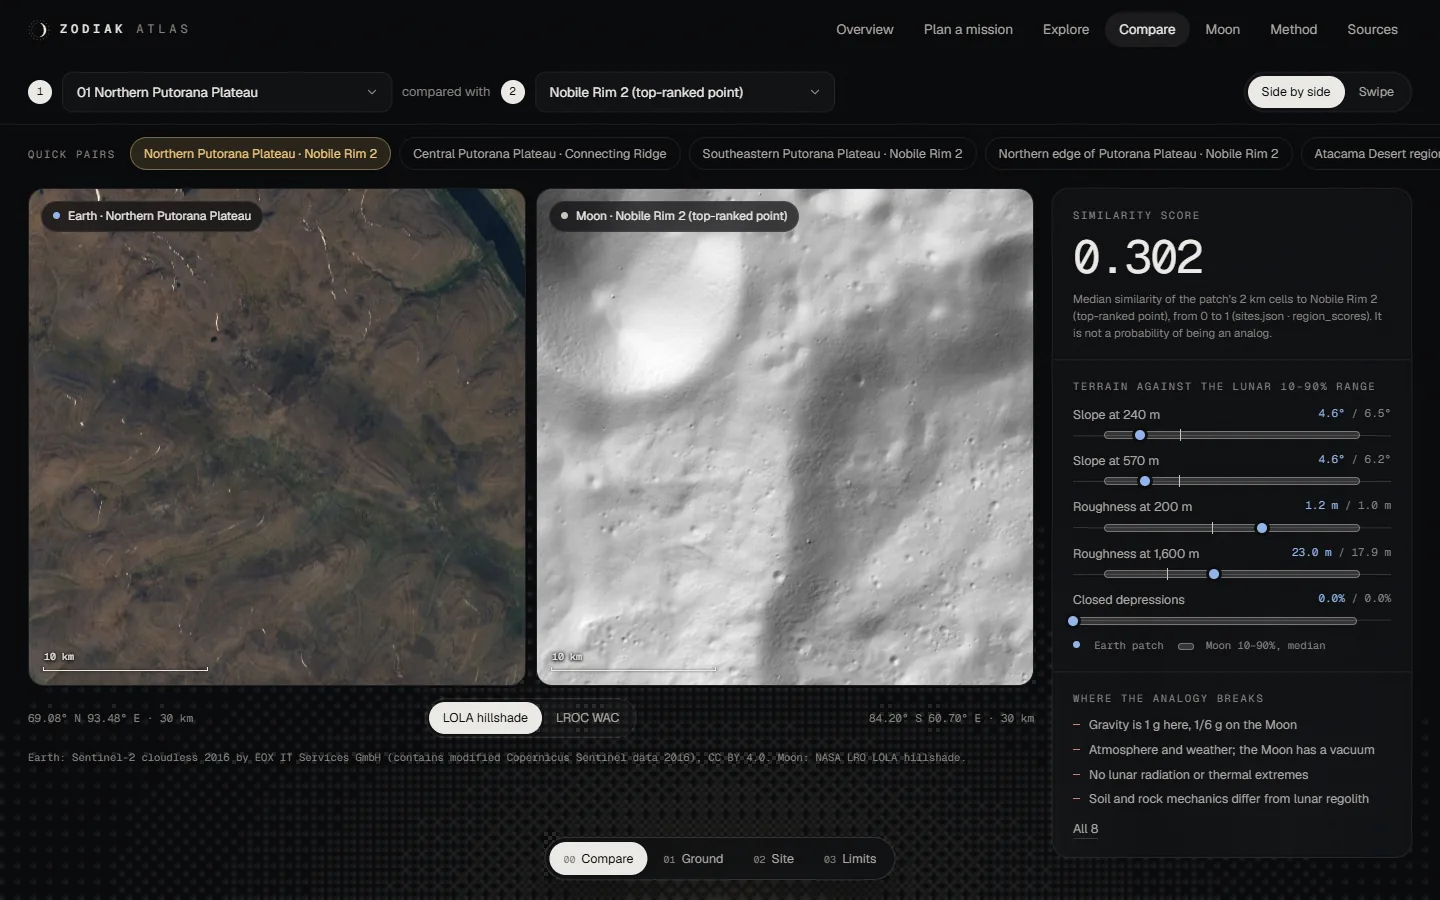 ZODIAK ATLAS
Overview
Plan a mission
Explore
Compare
Moon
Method
Sources
1
01 Northern Putorana Plateau
compared with
2
Nobile Rim 2 (top-ranked point)
Side by side
Swipe
QUICK PAIRS
Northern Putorana Plateau · Nobile Rim 2
Central Putorana Plateau · Connecting Ridge
Southeastern Putorana Plateau · Nobile Rim 2
Northern edge of Putorana Plateau · Nobile Rim 2
Atacama Desert region
Earth · Northern Putorana Plateau
10 km
Moon · Nobile Rim 2 (top-ranked point)
10 km
69.08° N 93.48° E · 30 km
LOLA hillshade
LROC WAC
84.20° S 60.70° E · 30 km
Earth: Sentinel-2 cloudless 2016 by EOX IT Services GmbH (contains modified Copernicus Sentinel data 2016), CC BY 4.0. Moon: NASA LRO LOLA hillshade.
SIMILARITY SCORE
0.302
Median similarity of the patch's 2 km cells to Nobile Rim 2
(top-ranked point), from 0 to 1 (sites.json · region_scores). It
is not a probability of being an analog.
TERRAIN AGAINST THE LUNAR 10–90% RANGE
Slope at 240 m
4.6° / 6.5°
Slope at 570 m
4.6° / 6.2°
Roughness at 200 m
1.2 m / 1.0 m
Roughness at 1,600 m
23.0 m / 17.9 m
Closed depressions
0.0% / 0.0%
Earth patch
Moon 10–90%, median
WHERE THE ANALOGY BREAKS
– Gravity is 1 g here, 1/6 g on the Moon
– Atmosphere and weather; the Moon has a vacuum
– No lunar radiation or thermal extremes
– Soil and rock mechanics differ from lunar regolith
All 8
00 Compare
01 Ground
02 Site
03 Limits